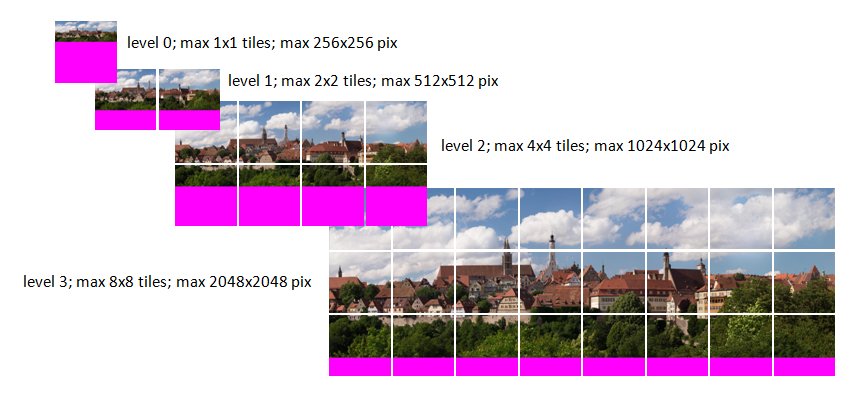 level 0; max 1x1 tiles; max 256x256 pix
level 1; max 2x2 tiles; max 512x512 pix
level 2; max 4x4 tiles; max 1024x1024 pix
level 3; max 8x8 tiles; max 2048x2048 pix